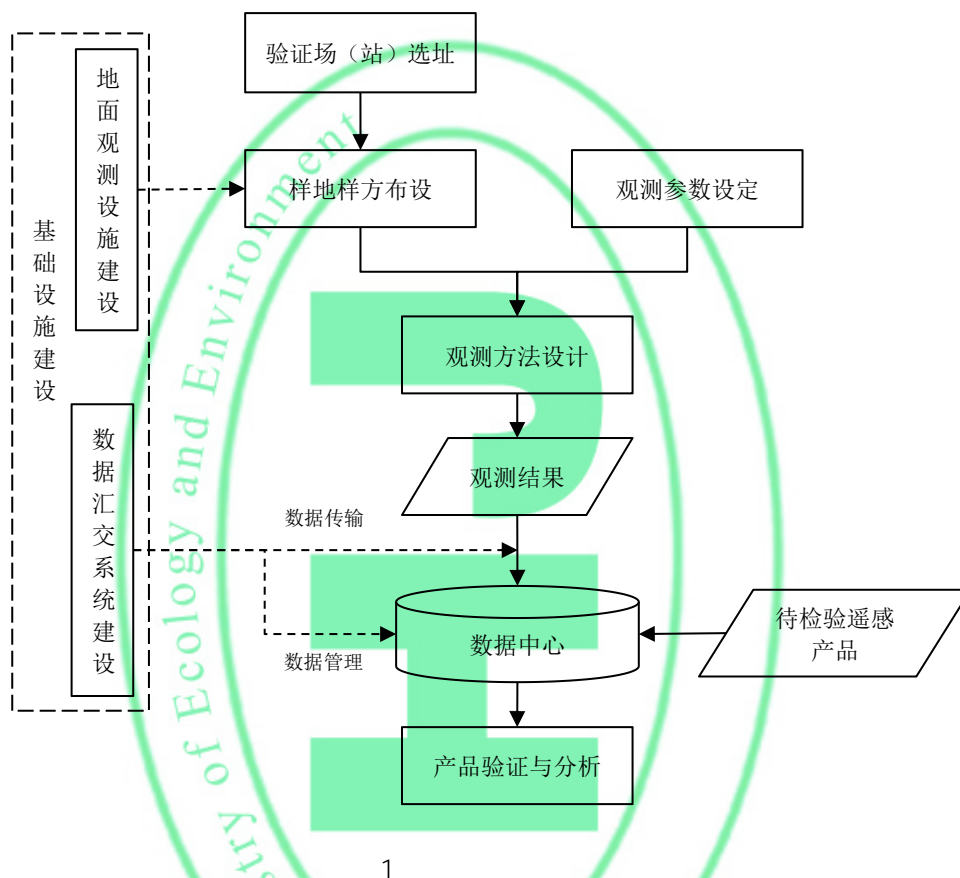 验证场（站）选址
地面观测设施建设
样地样方布设
观测参数设定
基础设施建设
观测方法设计
数据汇交系统建设
观测结果
数据传输
待检验遥感
产品
数据中心
数据管理
产品验证与分析
stry of Ecology and Environment
1